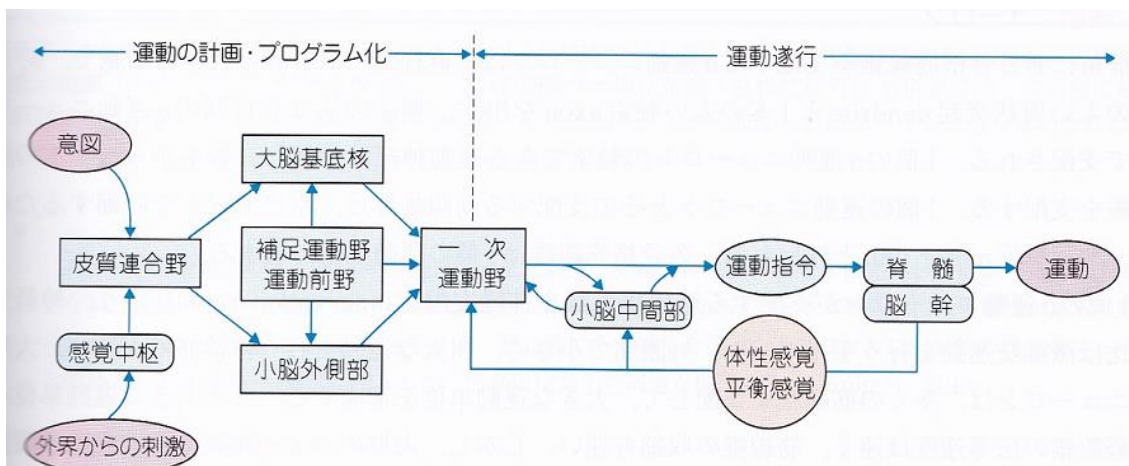 運動の計画・プログラム化
運動遂行
意図
大脳基底核
皮質連合野
補足運動野
運動前野
一次
運動野
運動指令
脊髄
脳幹
運動
小脳中間部
感覚中枢
小脳外側部
体性感覚
平衡感覚
外界からの刺激